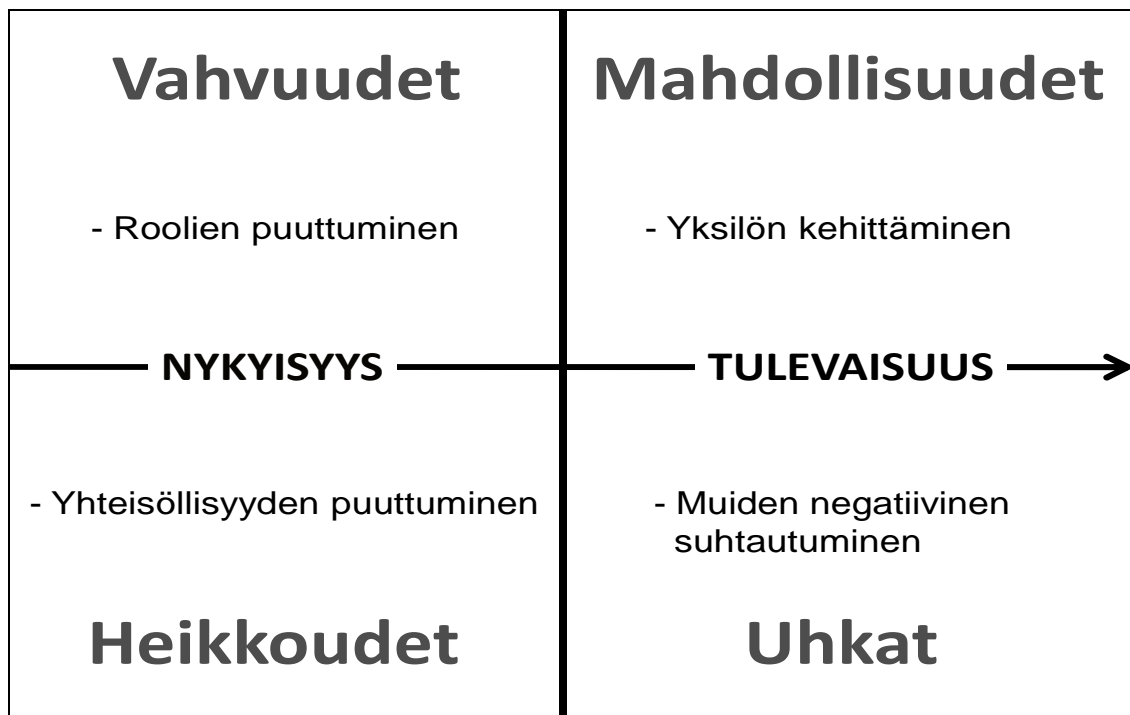 Vahvuudet
Mahdollisuudet
- Roolien puuttuminen
- Yksilön kehittäminen
NYKYISYYS
TULEVAISUUS
- Yhteisöllisyyden puuttuminen
- Muiden negatiivinen
suhtautuminen
Heikkoudet
Uhkat